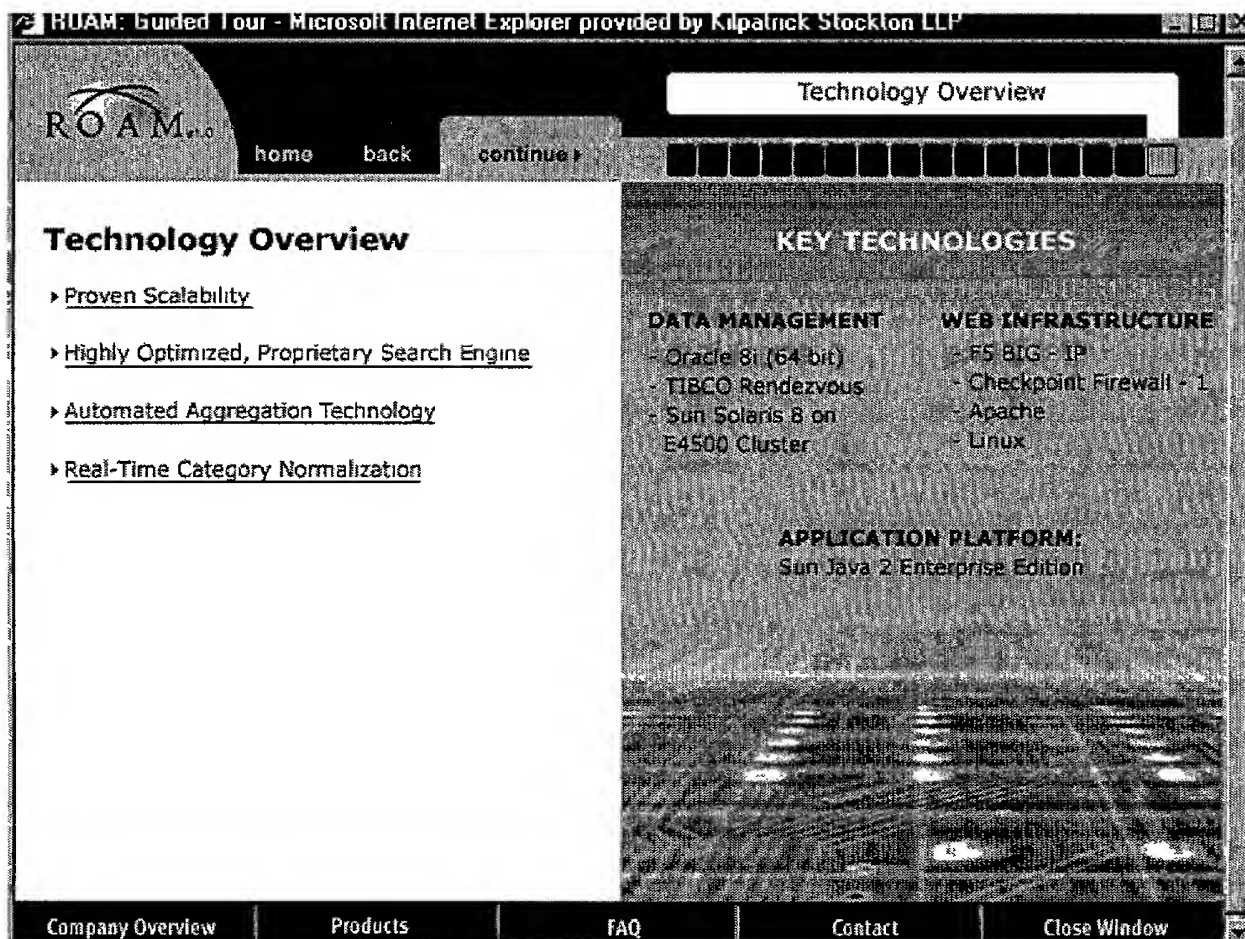 ROAM: Guided Tour - Microsoft Internet Explorer provided by Kilpatrick Stockton LLP
ROAM
home
back
continue
Technology Overview
Technology Overview
Proven Scalability
Highly Optimized, Proprietary Search Engine
Automated Aggregation Technology
Real-Time Category Normalization
KEY TECHNOLOGIES
DATA MANAGEMENT
- Oracle 8i (64 bit)
- TIBCO Rendezvous
- Sun Solaris 8 on
E4500 Cluster
WEB INFRASTRUCTURE
- F5 BIG - IP
- Checkpoint Firewall - 1
- Apache
- Linux
APPLICATION PLATFORM:
Sun Java 2 Enterprise Edition
Company Overview
Products
FAQ
Contact
Close Window